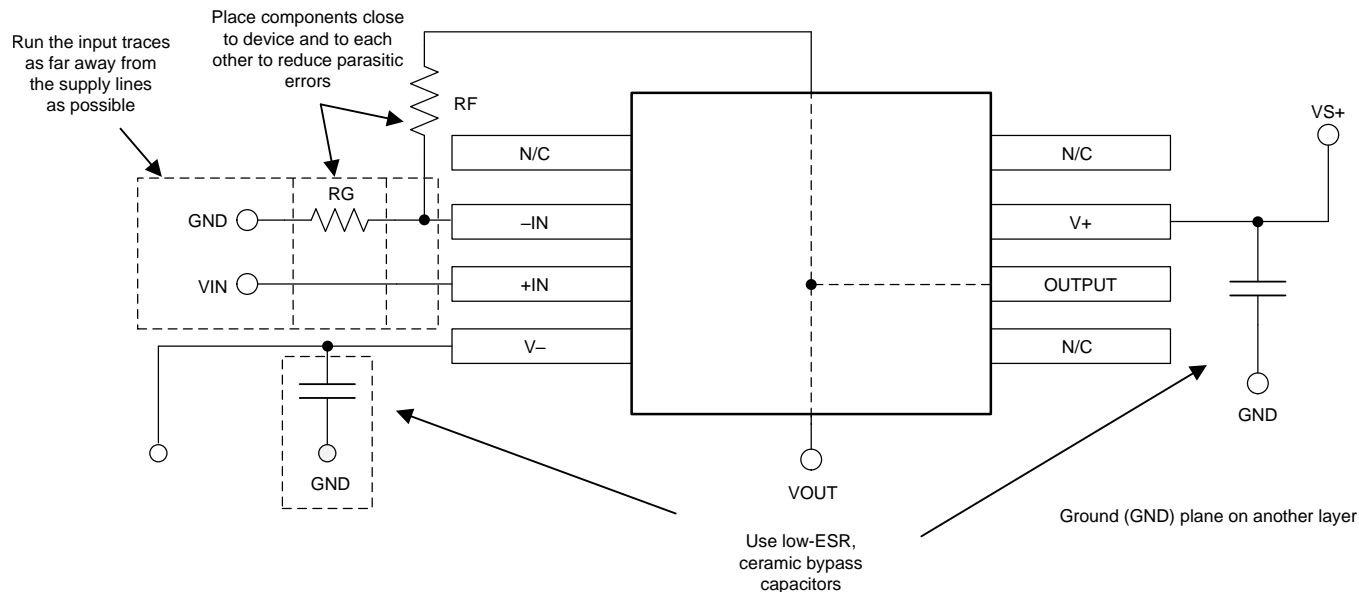 Place components close
to device and to each
other to reduce parasitic
errors
Run the input traces
as far away from
the supply lines
as possible
RF
VS+
N/C
N/C
RG
GND
–IN
V+
VIN
+IN
OUTPUT
V–
N/C
GND
GND
VOUT
Ground (GND) plane on another layer
Use low-ESR,
ceramic bypass
capacitors